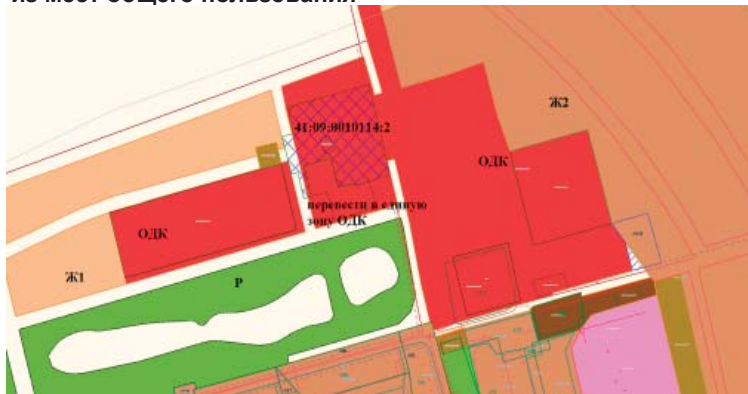 из мест общего пользования
Ж2
41:09:0010114:2
ОДК
перевести в единую
зону ОДК
ОДК
Ж1
Р